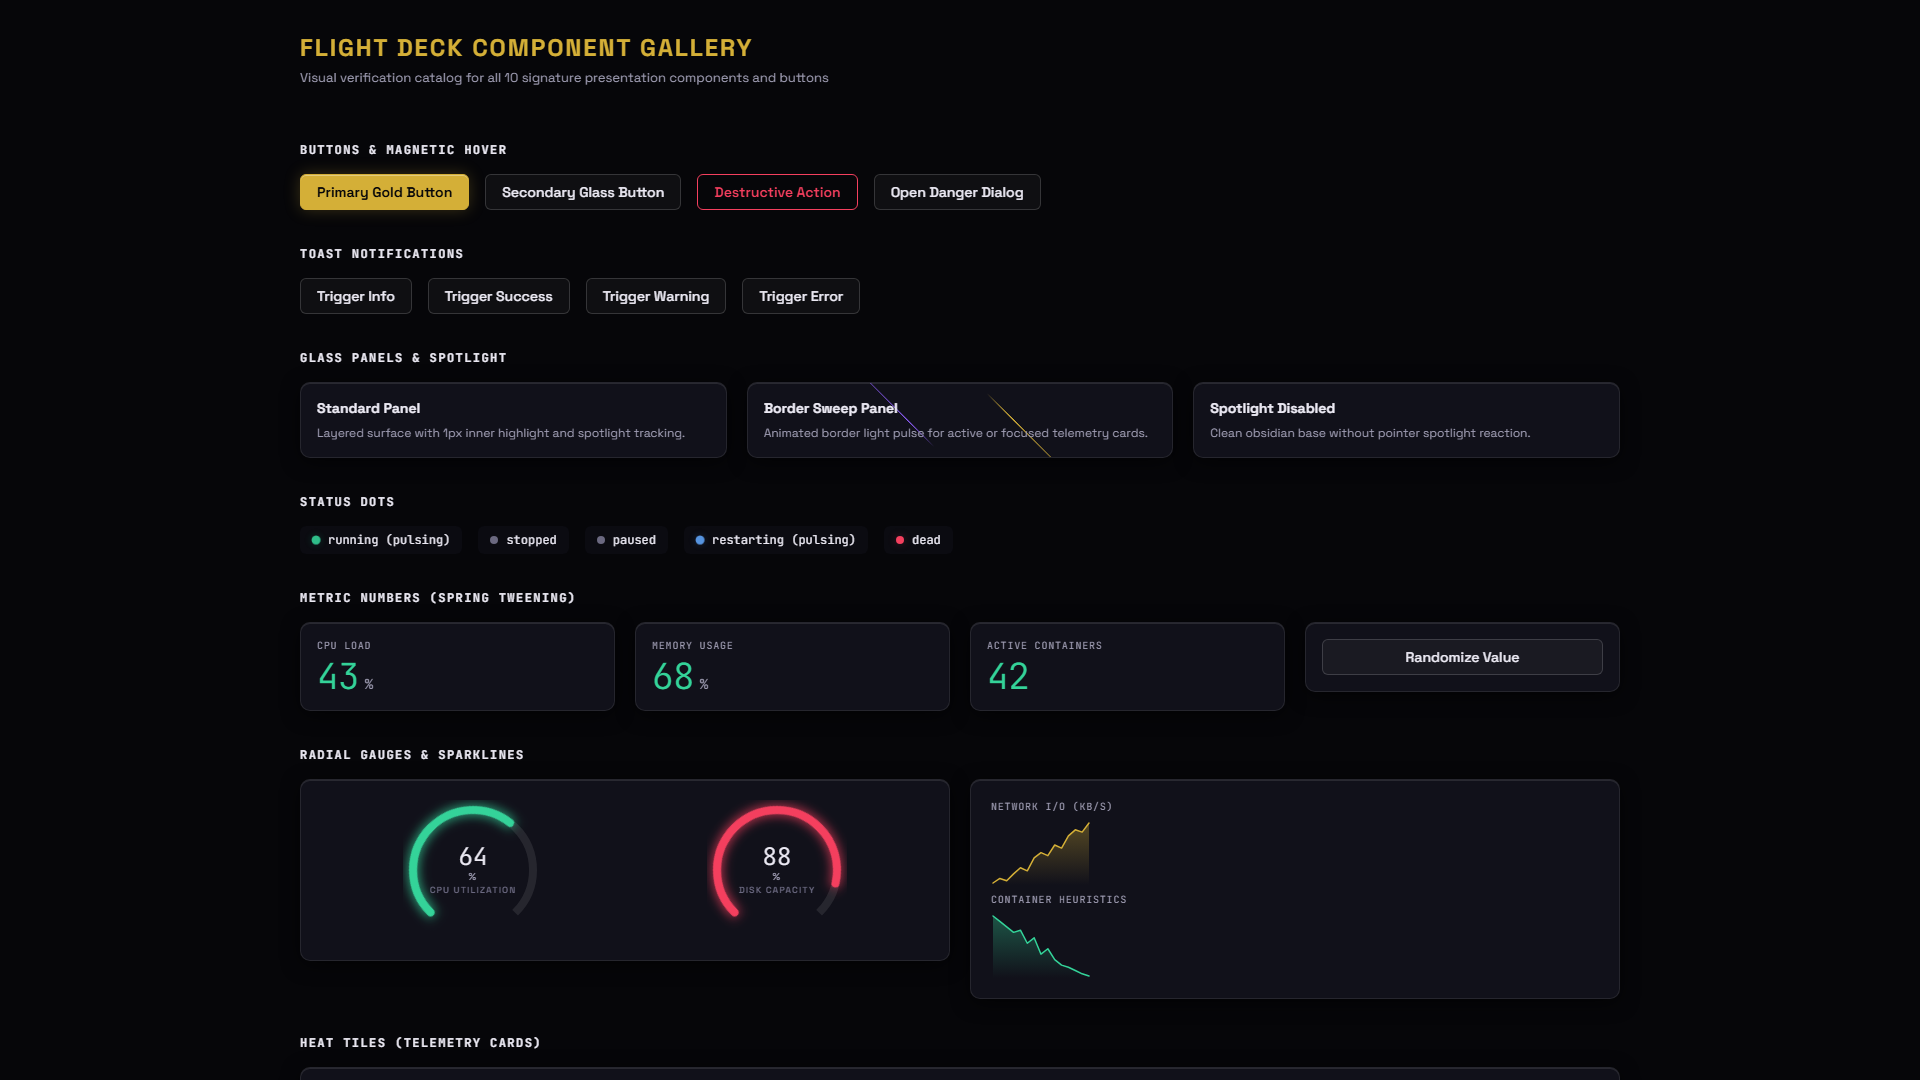 FLIGHT DECK COMPONENT GALLERY
Visual verification catalog for all 10 signature presentation components and buttons
BUTTONS & MAGNETIC HOVER
Primary Gold Button
Secondary Glass Button
Destructive Action
Open Danger Dialog
TOAST NOTIFICATIONS
Trigger Info
Trigger Success
Trigger Warning
Trigger Error
GLASS PANELS & SPOTLIGHT
Standard Panel
Layered surface with 1px inner highlight and spotlight tracking.
Border Sweep Panel
Animated border light pulse for active or focused telemetry cards.
Spotlight Disabled
Clean obsidian base without pointer spotlight reaction.
STATUS DOTS
running (pulsing)
stopped
paused
restarting (pulsing)
dead
METRIC NUMBERS (SPRING TWEENING)
CPU LOAD
43 %
MEMORY USAGE
68 %
ACTIVE CONTAINERS
42
Randomize Value
RADIAL GAUGES & SPARKLINES
64
%
CPU UTILIZATION
88
%
DISK CAPACITY
NETWORK I/O (KB/S)
CONTAINER HEURISTICS
HEAT TILES (TELEMETRY CARDS)